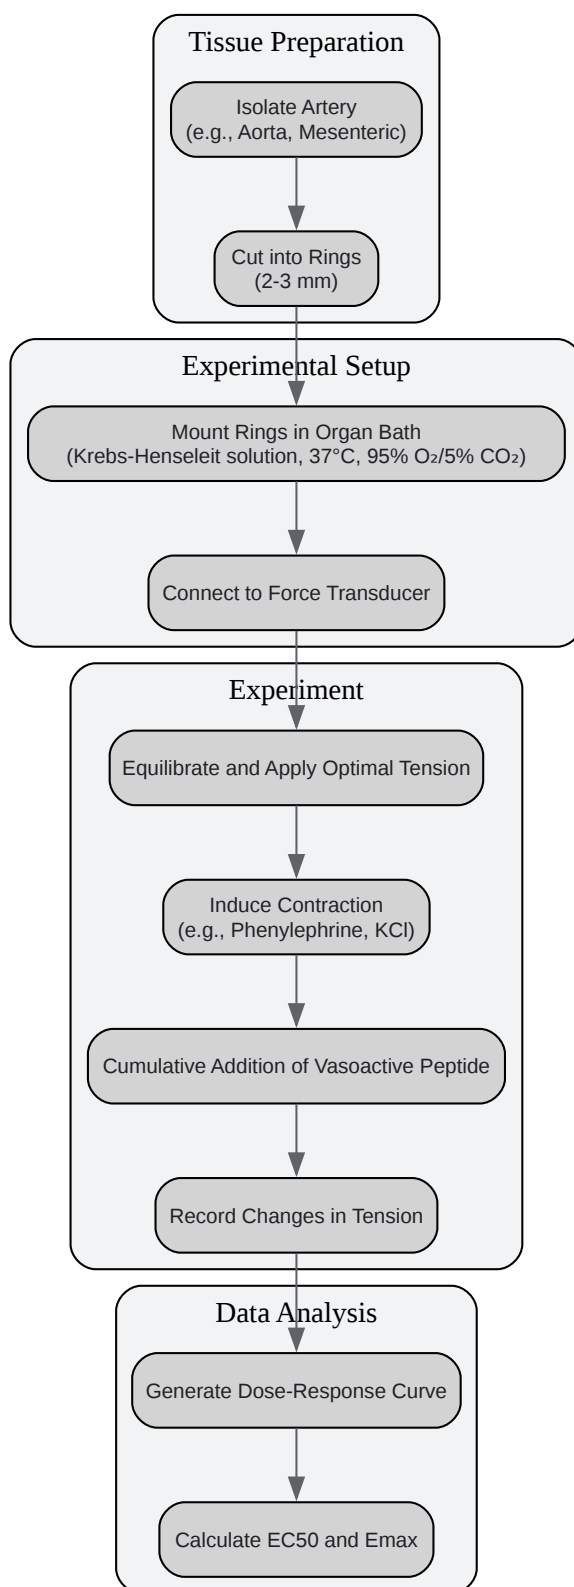 Tissue Preparation
Isolate Artery
(e.g., Aorta, Mesenteric)
Cut into Rings
(2-3 mm)
Experimental Setup
Mount Rings in Organ Bath
(Krebs-Henseleit solution, 37°C, 95% O₂/5% CO₂)
Connect to Force Transducer
Experiment
Equilibrate and Apply Optimal Tension
Induce Contraction
(e.g., Phenylephrine, KCl)
Cumulative Addition of Vasoactive Peptide
Record Changes in Tension
Data Analysis
Generate Dose-Response Curve
Calculate EC50 and Emax